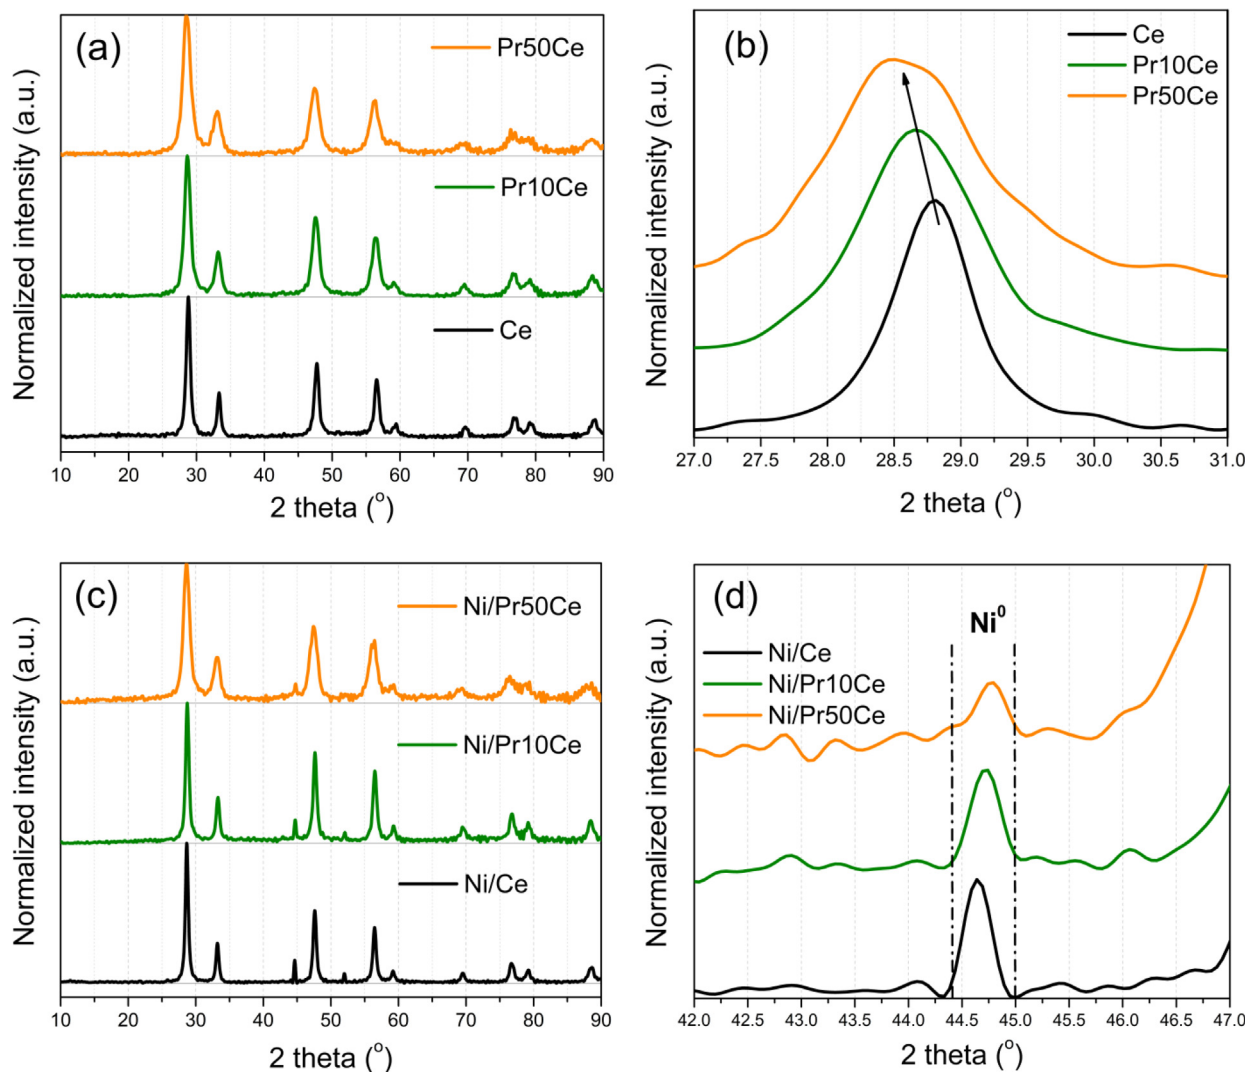 (a)
Pr50Ce
Pr10Ce
Ce
Normalized intensity (a.u.)
10 20 30 40 50 60 70 80 90
2 theta (°)
(b)
Ce
Pr10Ce
Pr50Ce
Normalized intensity (a.u.)
27.0 27.5 28.0 28.5 29.0 29.5 30.0 30.5 31.0
2 theta (°)
(c)
Ni/Pr50Ce
Ni/Pr10Ce
Ni/Ce
Normalized intensity (a.u.)
10 20 30 40 50 60 70 80 90
2 theta (°)
(d)
Ni⁰
Ni/Ce
Ni/Pr10Ce
Ni/Pr50Ce
Normalized intensity (a.u.)
42.0 42.5 43.0 43.5 44.0 44.5 45.0 45.5 46.0 46.5 47.0
2 theta (°)